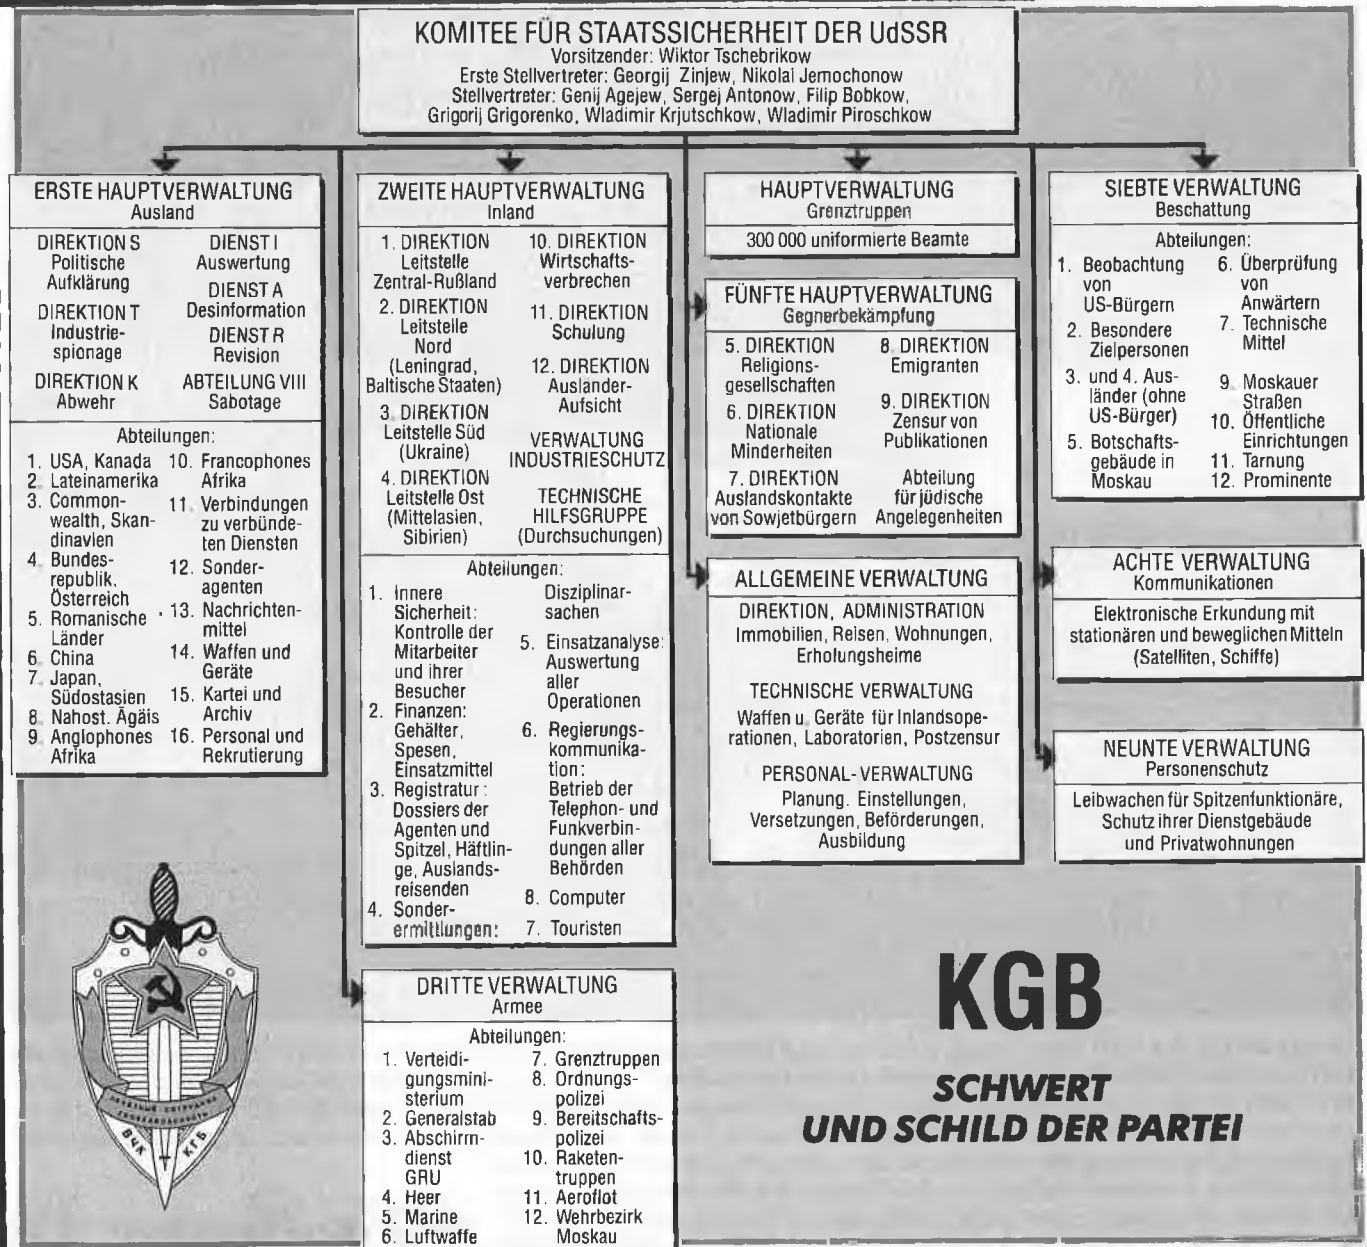 KOMITEE FÜR STAATSSICHERHEIT DER UdSSR
Vorsitzender: Wiktor Tschebrikow
Erste Stellvertreter: Georgij Zinjew, Nikolai Jemochonow
Stellvertreter: Genij Agejew, Sergej Antonow, Filip Bobkow,
Grigorij Grigorenko, Wladimir Krjutschkow, Wladimir Piroschkow
ERSTE HAUPTVERWALTUNG
Ausland
DIREKTION S
Politische
Aufklärung
DIREKTION T
Industrie-
spionage
DIREKTION K
Abwehr
DIENST I
Auswertung
DIENST A
Desinformation
DIENST R
Revision
ABTEILUNG VIII
Sabotage
Abteilungen:
1. USA, Kanada
2. Lateinamerika
3. Common-
wealth, Skan-
dinavien
4. Bundes-
republik,
Österreich
5. Romanische
Länder
6. China
7. Japan,
Südostasien
8. Nahost. Ägäis
9. Anglophones
Afrika
10. Francophones
Afrika
11. Verbindungen
zu verbünde-
ten Diensten
12. Sonder-
agenten
13. Nachrichten-
mittel
14. Waffen und
Geräte
15. Kartei und
Archiv
16. Personal und
Rekrutierung
ZWEITE HAUPTVERWALTUNG
Inland
1. DIREKTION
Leitstelle
Zentral-Rußland
2. DIREKTION
Leitstelle
Nord
(Leningrad,
Baltische Staaten)
3. DIREKTION
Leitstelle Süd
(Ukraine)
4. DIREKTION
Leitstelle Ost
(Mittelasien,
Sibirien)
10. DIREKTION
Wirtschafts-
verbrechen
11. DIREKTION
Schulung
12. DIREKTION
Ausländer-
Aufsicht
VERWALTUNG
INDUSTRIESCHUTZ
TECHNISCHE
HILFSGRUPPE
(Durchsuchungen)
Abteilungen:
1. Innere
Sicherheit:
Kontrolle der
Mitarbeiter
und ihrer
Besucher
2. Finanzen:
Gehälter,
Spesen,
Einsatzmittel
3. Registratur:
Dossiers der
Agenten und
Spitzel, Häftlin-
ge, Auslands-
reisenden
4. Sonder-
ermittlungen:
Disziplinar-
sachen
5. Einsatzanalyse:
Auswertung
aller
Operationen
6. Regierungs-
kommunika-
tion:
Betrieb der
Telephon- und
Funkverbin-
dungen aller
Behörden
8. Computer
7. Touristen
DRITTE VERWALTUNG
Armee
Abteilungen:
1. Verteidi-
gungsmini-
sterium
2. Generalstab
3. Abschirm-
dienst
GRU
4. Heer
5. Marine
6. Luftwaffe
7. Grenztruppen
8. Ordnungs-
polizei
9. Bereitschafts-
polizei
10. Raketen-
truppen
11. Aeroflot
12. Wehrbezirk
Moskau
HAUPTVERWALTUNG
Grenztruppen
300 000 uniformierte Beamte
FÜNFTE HAUPTVERWALTUNG
Gegnerbekämpfung
5. DIREKTION
Religions-
gesellschaften
6. DIREKTION
Nationale
Minderheiten
7. DIREKTION
Auslandskontakte
von Sowjetbürgern
8. DIREKTION
Emigranten
9. DIREKTION
Zensur von
Publikationen
Abteilung
für jüdische
Angelegenheiten
ALLGEMEINE VERWALTUNG
DIREKTION, ADMINISTRATION
Immobilien, Reisen, Wohnungen,
Erholungsheime
TECHNISCHE VERWALTUNG
Waffen u. Geräte für Inlandsope-
rationen, Laboratorien, Postzensur
PERSONAL-VERWALTUNG
Planung. Einstellungen,
Versetzungen, Beförderungen,
Ausbildung
SIEBTE VERWALTUNG
Beschattung
Abteilungen:
1. Beobachtung
von
US-Bürgern
2. Besondere
Zielpersonen
3. und 4. Aus-
länder (ohne
US-Bürger)
5. Botschafts-
gebäude in
Moskau
6. Überprüfung
von
Anwärtern
7. Technische
Mittel
9. Moskauer
Straßen
10. Öffentliche
Einrichtungen
11. Tarnung
12. Prominente
ACHTE VERWALTUNG
Kommunikationen
Elektronische Erkundung mit
stationären und beweglichen Mitteln
(Satelliten, Schiffe)
NEUNTE VERWALTUNG
Personenschutz
Leibwachen für Spitzenfunktionäre,
Schutz ihrer Dienstgebäude
und Privatwohnungen
ВЧК КГБ
KGB
SCHWERT
UND SCHILD DER PARTEI